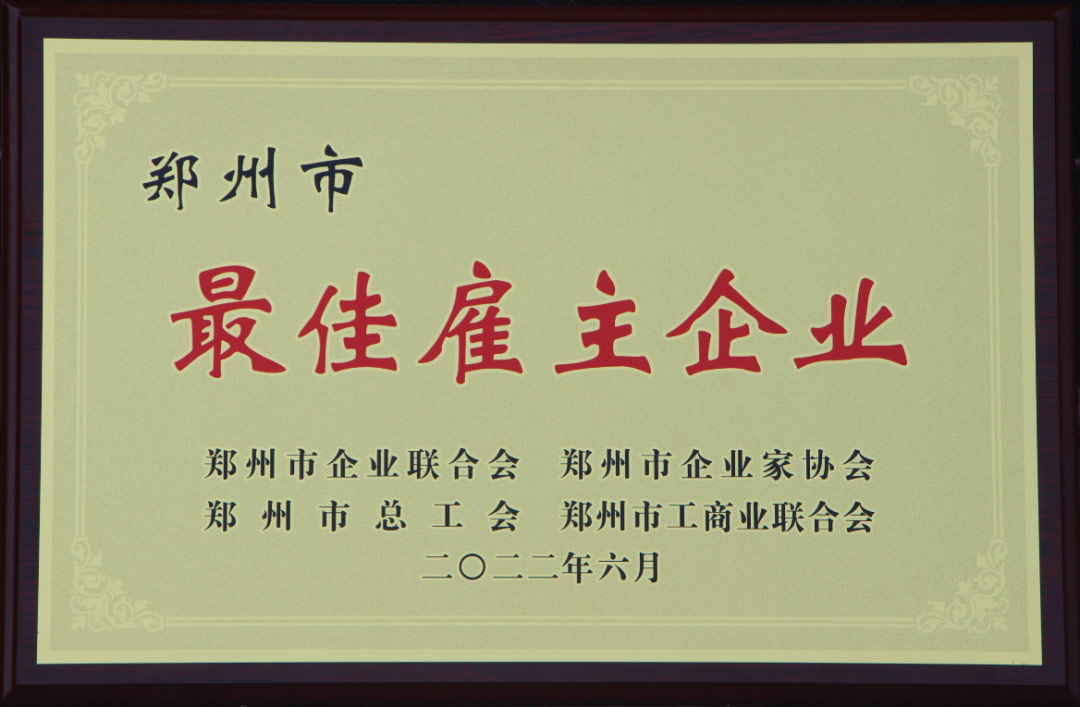 郑州市
最佳雇主企业
郑州市企业联合会 郑州市企业家协会
郑州市总工会 郑州市工商业联合会
二〇二二年六月